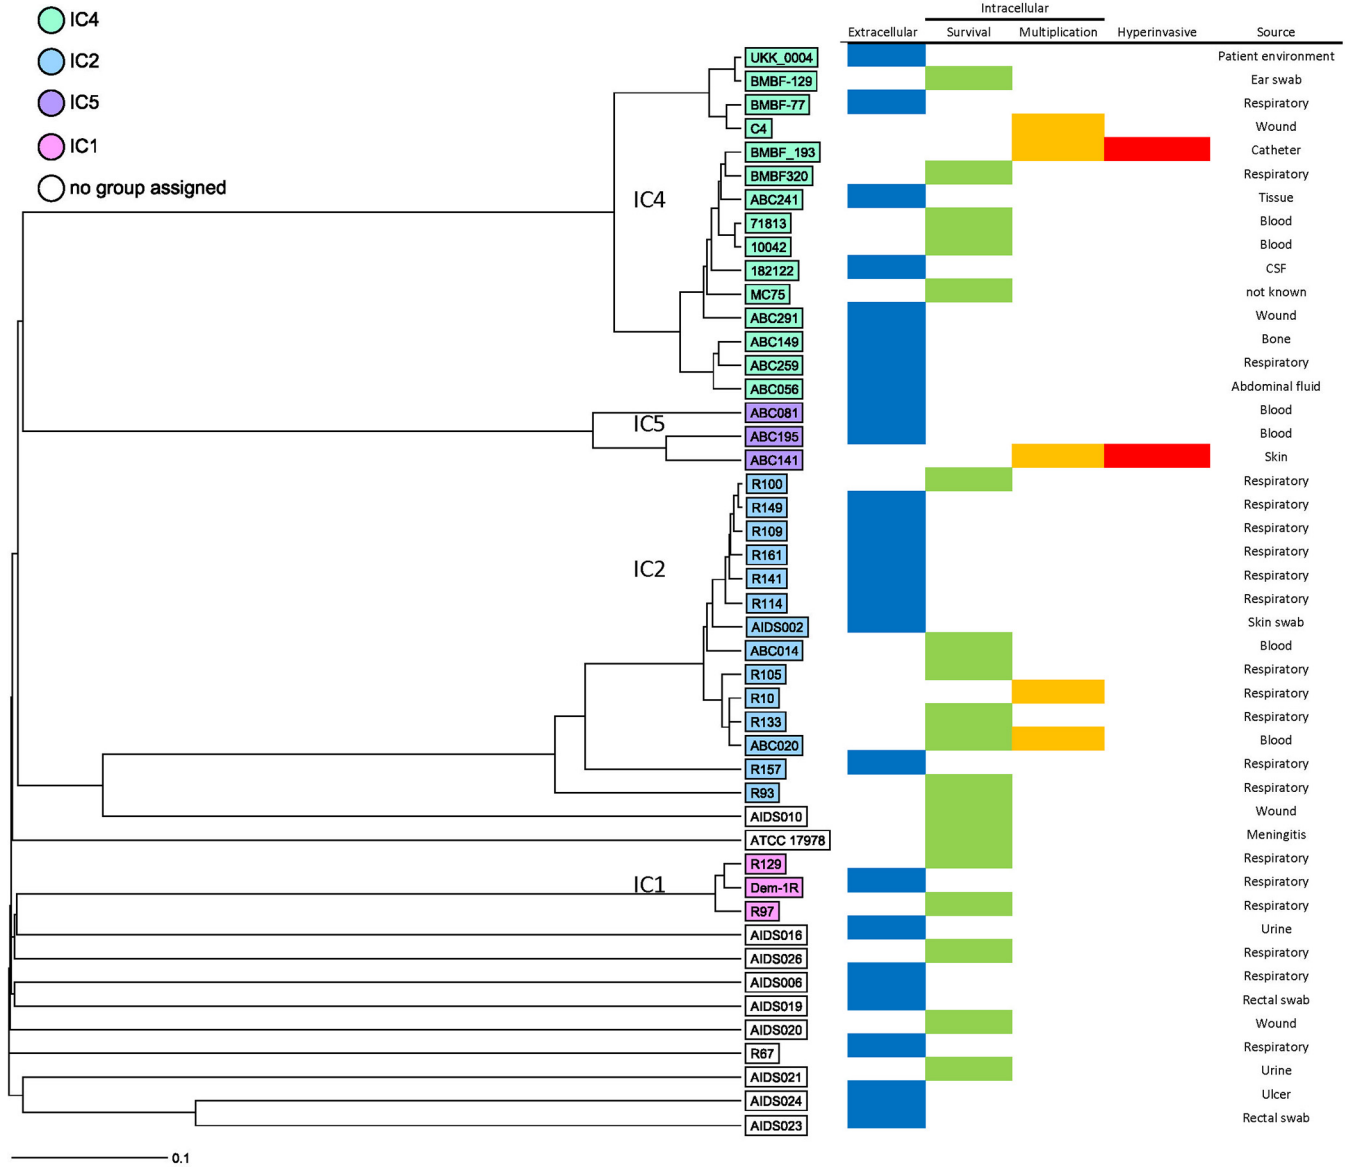 IC4
IC2
IC5
IC1
no group assigned
Intracellular
Extracellular Survival Multiplication Hyperinvasive Source
UKK_0004 Patient environment
BMBF-129 Ear swab
BMBF-77 Respiratory
C4 Wound
BMBF_193 Catheter
BMBF320 Respiratory
IC4
ABC241 Tissue
71813 Blood
10042 Blood
182122 CSF
MC75 not known
ABC291 Wound
ABC149 Bone
ABC259 Respiratory
ABC056 Abdominal fluid
ABC081 Blood
IC5
ABC195 Blood
ABC141 Skin
R100 Respiratory
R149 Respiratory
R109 Respiratory
R161 Respiratory
IC2
R141 Respiratory
R114 Respiratory
AIDS002 Skin swab
ABC014 Blood
R105 Respiratory
R10 Respiratory
R133 Respiratory
ABC020 Blood
R157 Respiratory
R93 Respiratory
AIDS010 Wound
ATCC 17978 Meningitis
R129 Respiratory
IC1
Dem-1R Respiratory
R97 Respiratory
AIDS016 Urine
AIDS026 Respiratory
AIDS006 Respiratory
AIDS019 Rectal swab
AIDS020 Wound
R67 Respiratory
AIDS021 Urine
AIDS024 Ulcer
AIDS023 Rectal swab
0.1